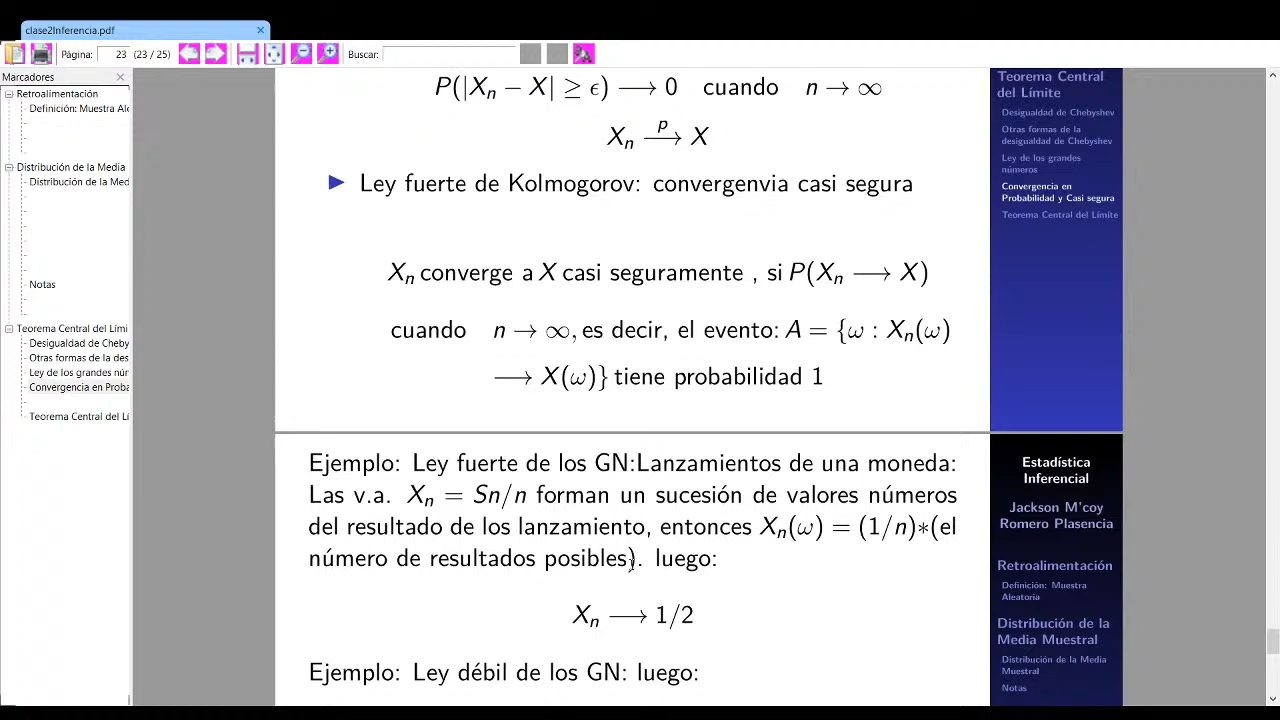 clase2Inferencia.pdf
Página: 23 (23 / 25) Buscar:
Marcadores
Retroalimentación
Definición: Muestra Ale
Distribución de la
Distribución de la Med
Notas
Teorema Central del Lími
Desigualdad de Cheby
Otras formas de la des
Ley de los grandes núr
Convergencia en Proba
Teorema Central del Lí
P(|Xn − X| ≥ ϵ) ⟶ 0 cuando n → ∞
Xn ⟶p X
▶ Ley fuerte de Kolmogorov: convergenvia casi segura
Xn converge a X casi seguramente , si P(Xn ⟶ X)
cuando n → ∞, es decir, el evento: A = {ω : Xn(ω)
⟶ X(ω)} tiene probabilidad 1
Teorema Central
del Límite
Desigualdad de Chebyshev
Otras formas de la
desigualdad de Chebyshev
Ley de los grandes
números
Convergencia en
Probabilidad y Casi segura
Teorema Central del Límite
Ejemplo: Ley fuerte de los GN:Lanzamientos de una moneda:
Las v.a. Xn = Sn/n forman un sucesión de valores números
del resultado de los lanzamiento, entonces Xn(ω) = (1/n)*(el
número de resultados posibles). luego:
Xn ⟶ 1/2
Ejemplo: Ley débil de los GN: luego:
Estadística
Inferencial
Jackson M'coy
Romero Plasencia
Retroalimentación
Definición: Muestra
Aleatoria
Distribución de la
Media Muestral
Distribución de la Media
Muestral
Notas